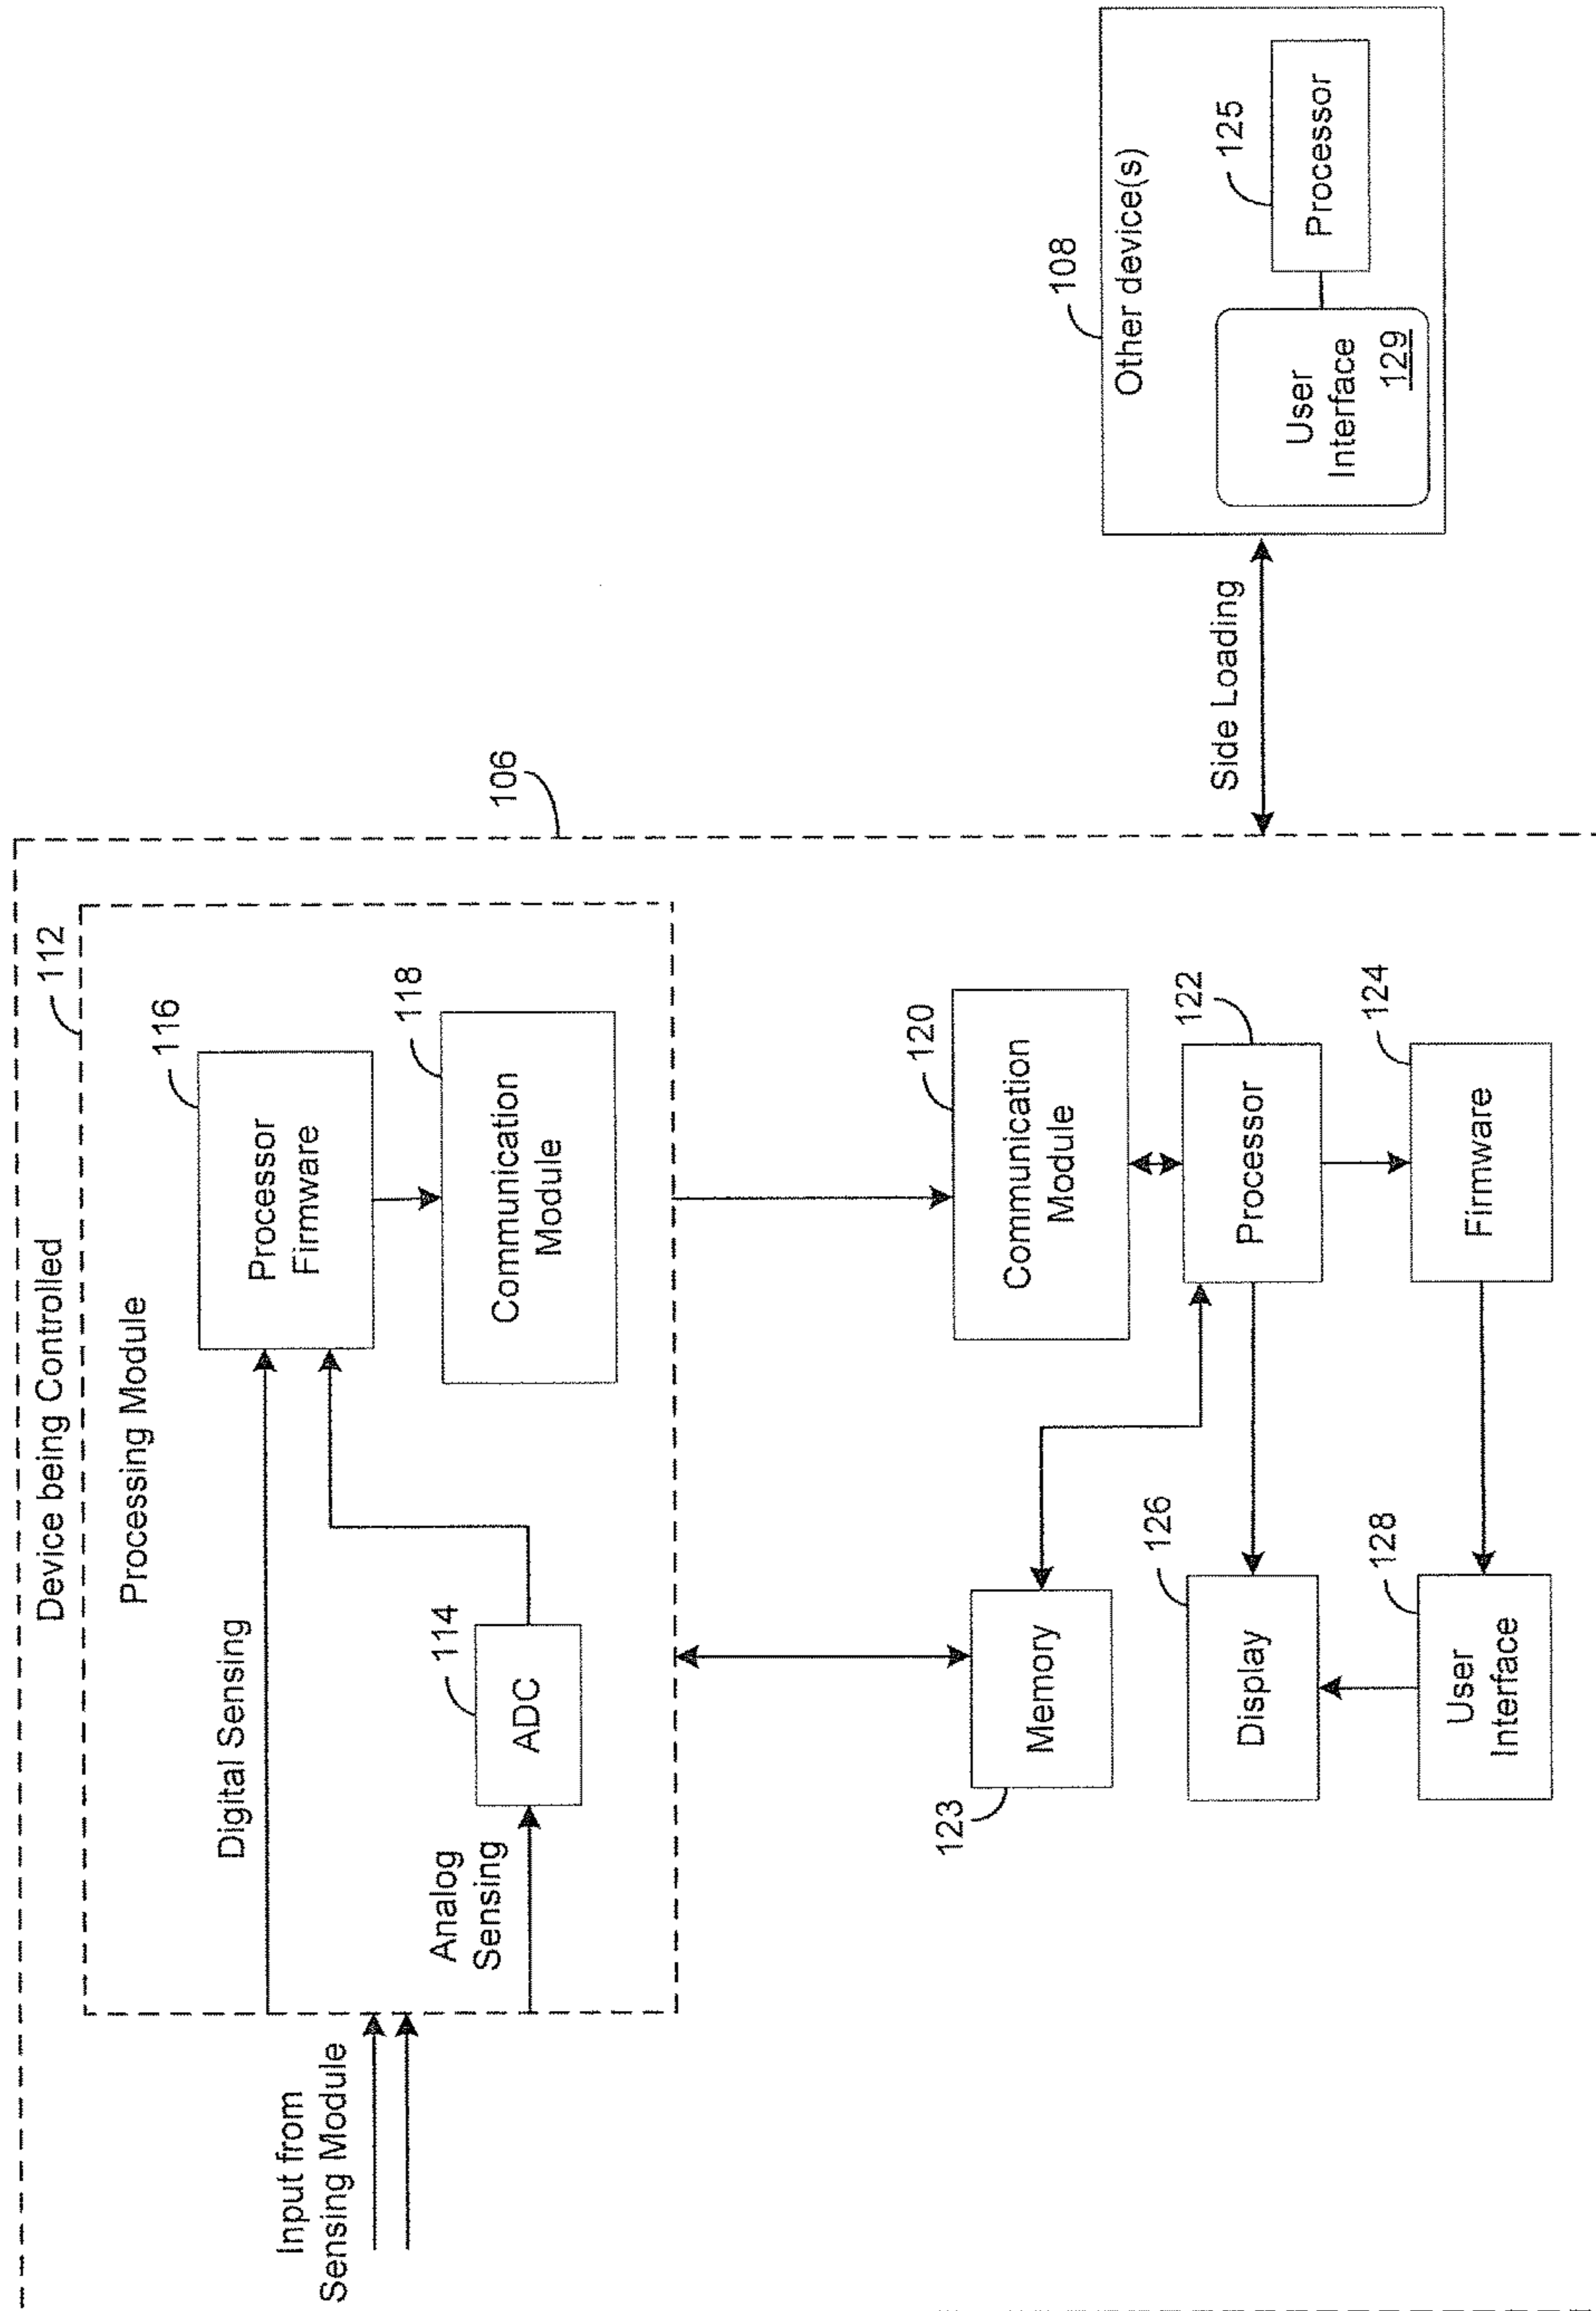 Device being Controlled
112
106
Processing Module
Digital Sensing
116
Processor
Firmware
Input from
Sensing Module
Analog
Sensing
114
ADC
118
Communication
Module
108
Other device(s)
123
Memory
120
Communication
Module
Side Loading
User
Interface
129
125
Processor
126
Display
122
Processor
128
User
Interface
124
Firmware